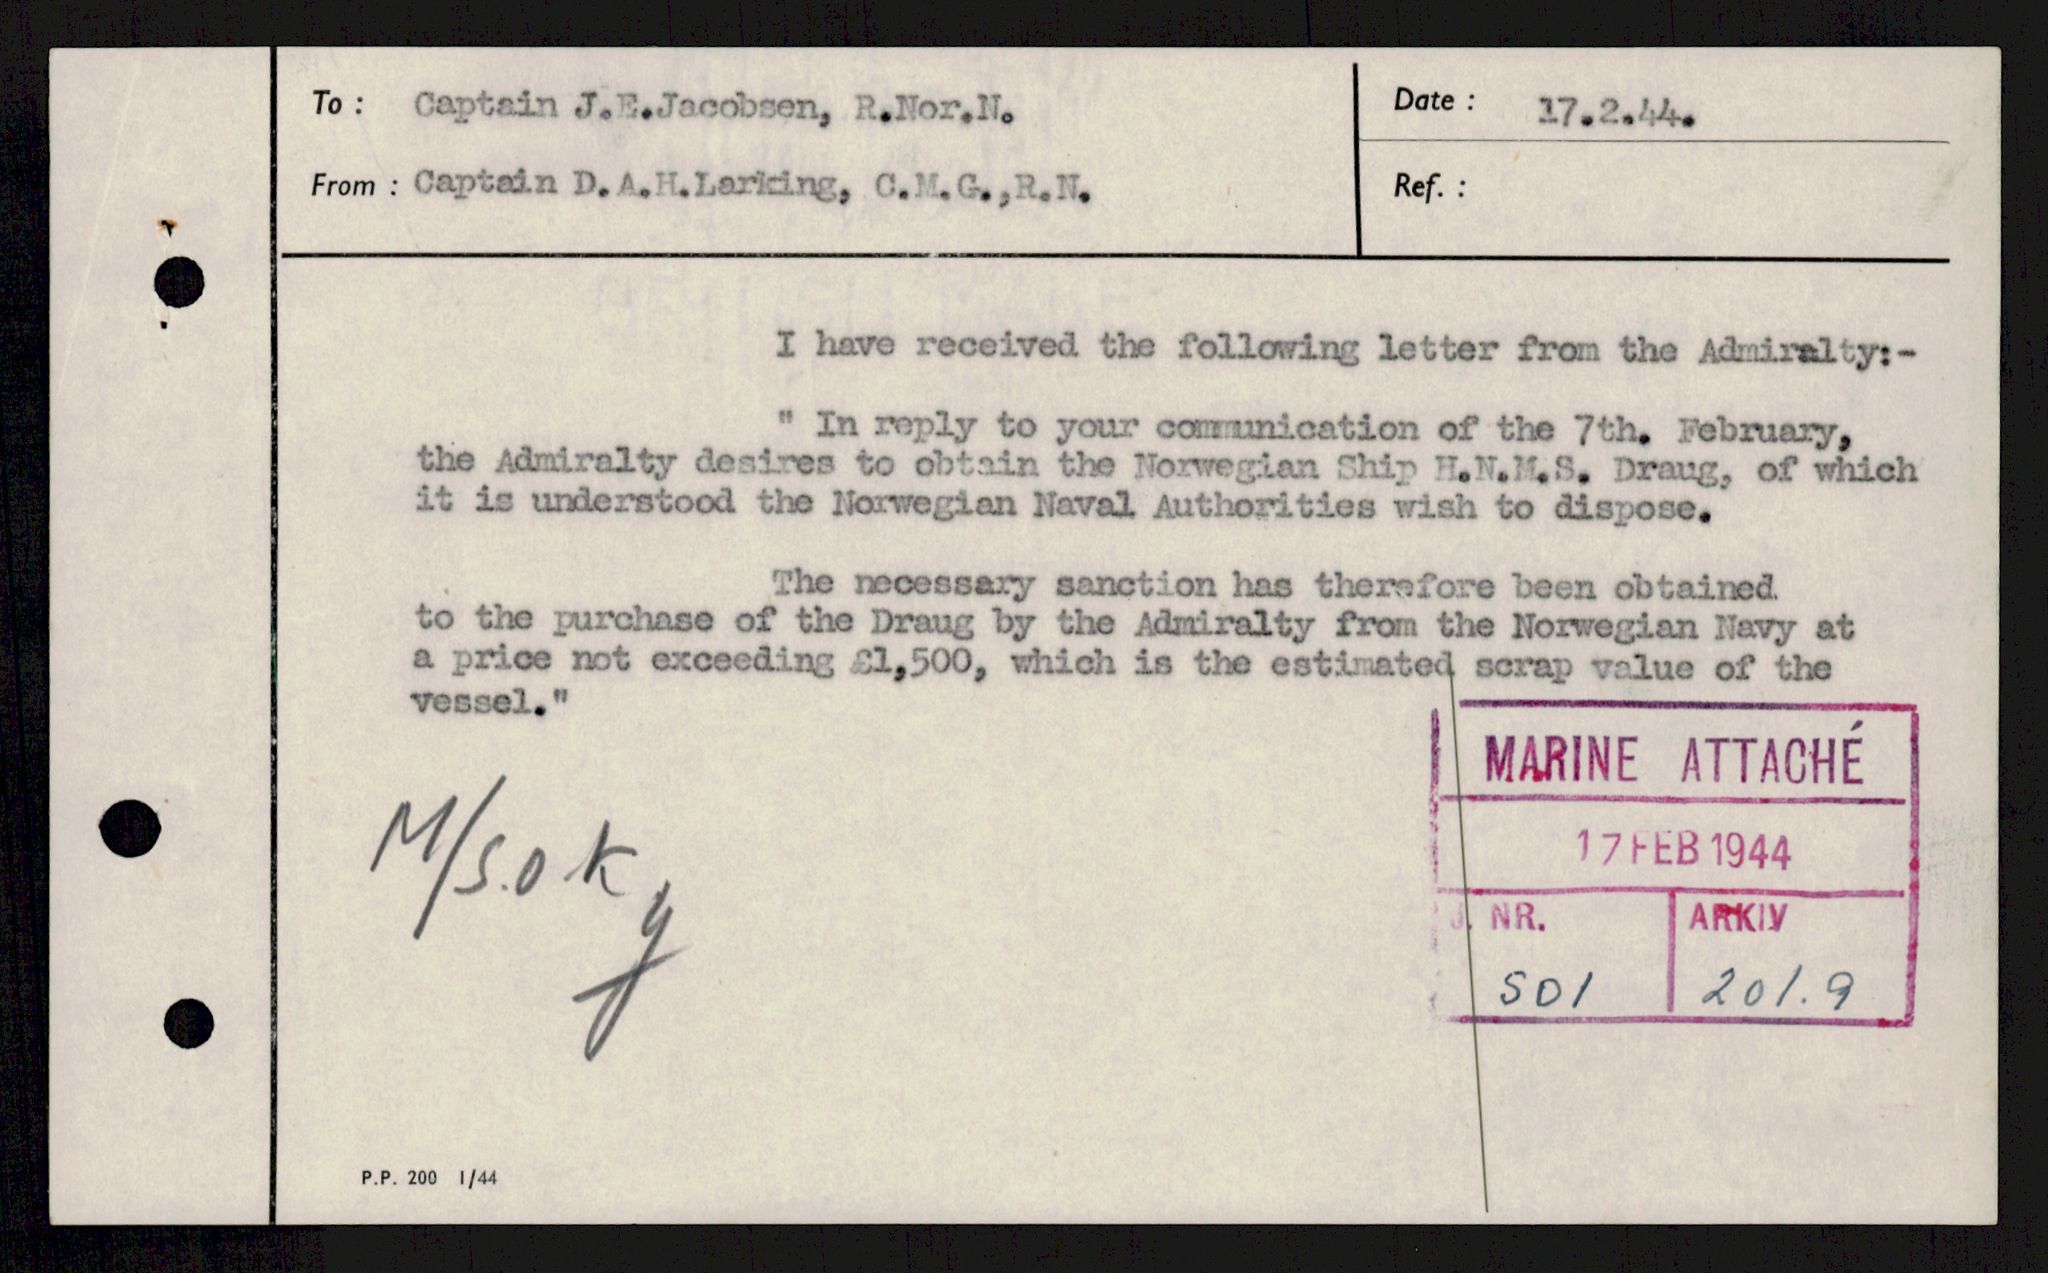 To : Captain J.E.Jacobsen, R.Nor.N.
Date : 17.2.44.
From : Captain D.A.H.Larking, C.M.G.,R.N.
Ref. :
I have received the following letter from the Admiralty:-
" In reply to your communication of the 7th. February,
the Admiralty desires to obtain the Norwegian Ship H.N.M.S. Draug, of which
it is understood the Norwegian Naval Authorities wish to dispose.
The necessary sanction has therefore been obtained
to the purchase of the Draug by the Admiralty from the Norwegian Navy at
a price not exceeding £1,500, which is the estimated scrap value of the
vessel."
MARINE ATTACHÉ
17 FEB 1944
J. NR. ARKIV
501 201.9
M/S.O K
P.P. 200 1/44